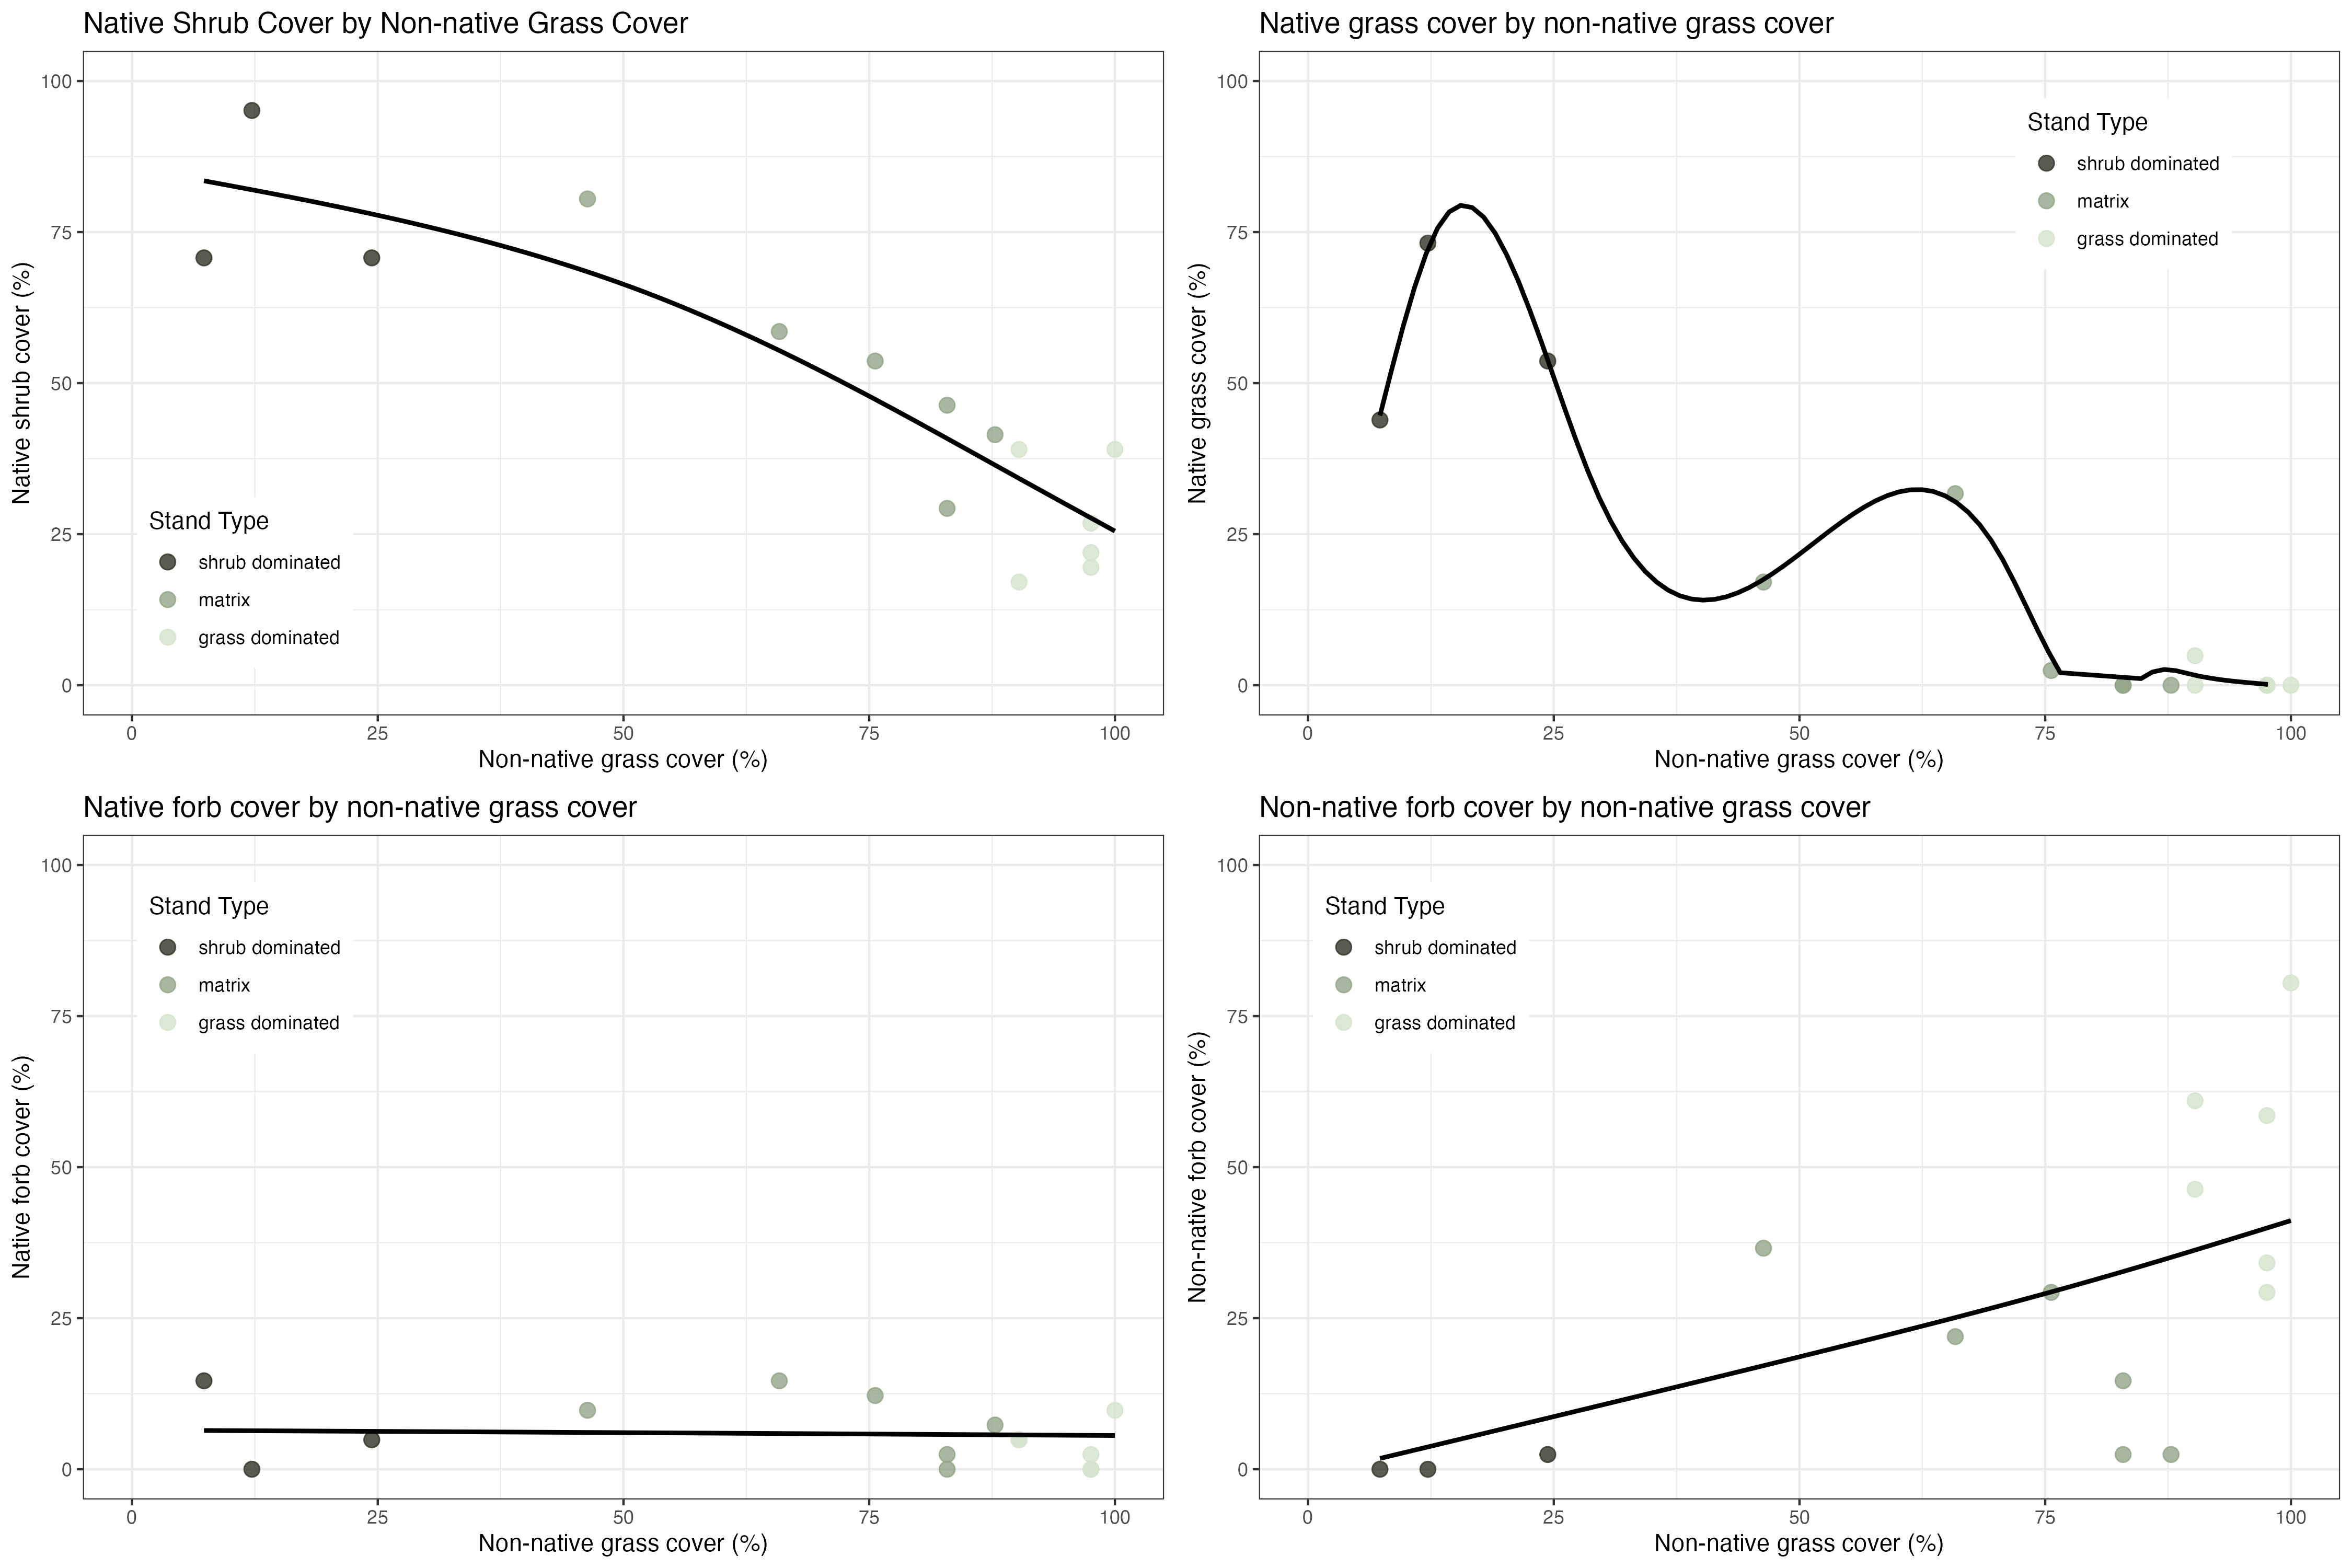 Native Shrub Cover by Non-native Grass Cover
100
75
50
25
0
Native shrub cover (%)
Stand Type
shrub dominated
matrix
grass dominated
0 25 50 75 100
Non-native grass cover (%)
Native grass cover by non-native grass cover
100
75
50
25
0
Native grass cover (%)
Stand Type
shrub dominated
matrix
grass dominated
0 25 50 75 100
Non-native grass cover (%)
Native forb cover by non-native grass cover
100
75
50
25
0
Native forb cover (%)
Stand Type
shrub dominated
matrix
grass dominated
0 25 50 75 100
Non-native grass cover (%)
Non-native forb cover by non-native grass cover
100
75
50
25
0
Non-native forb cover (%)
Stand Type
shrub dominated
matrix
grass dominated
0 25 50 75 100
Non-native grass cover (%)